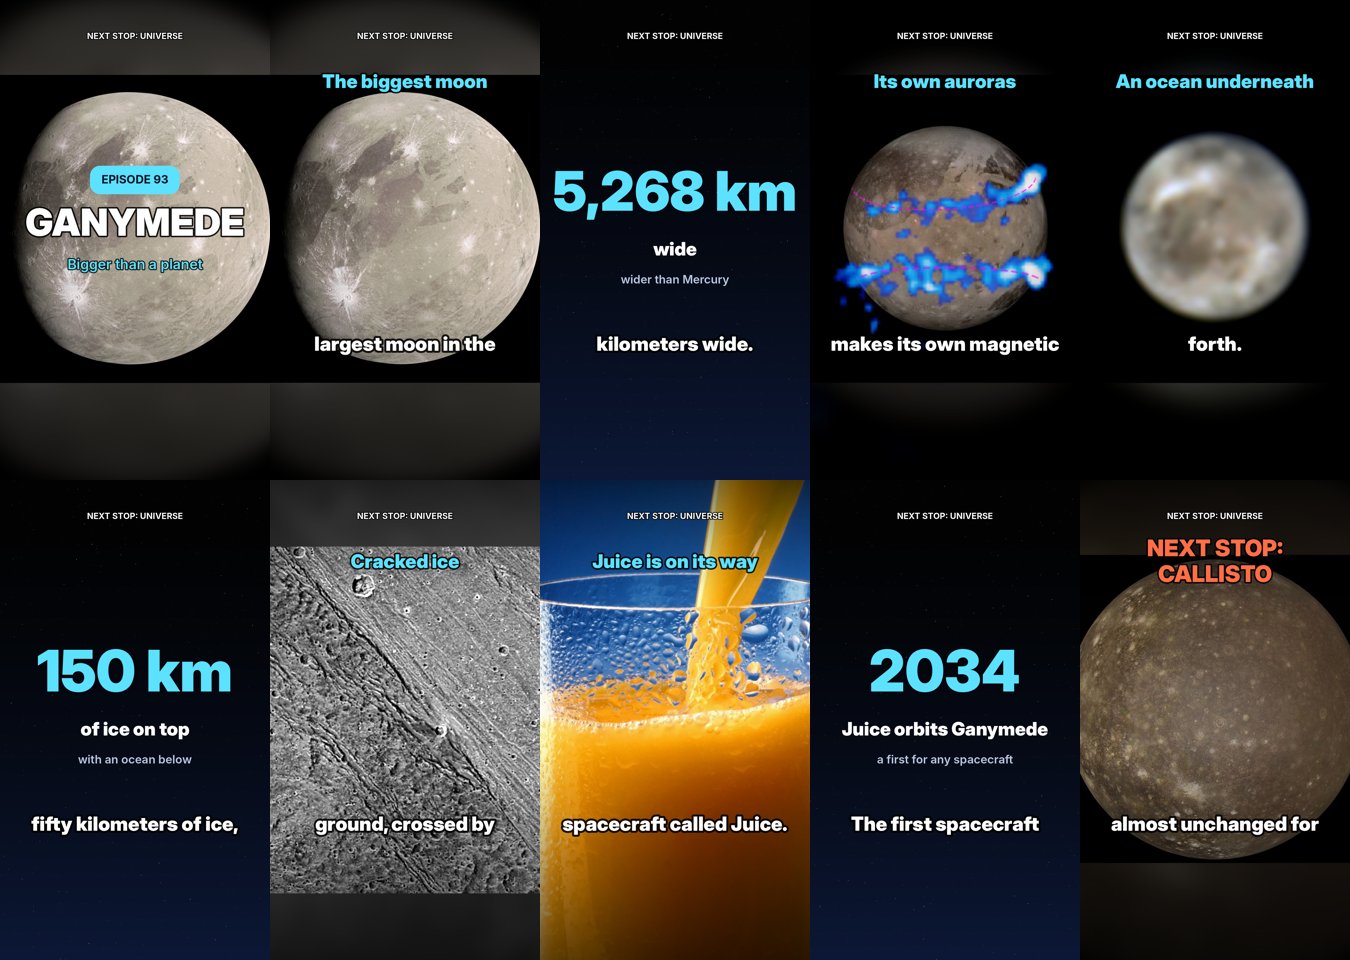 NEXT STOP: UNIVERSE
EPISODE 93
GANYMEDE
Bigger than a planet
NEXT STOP: UNIVERSE
The biggest moon
largest moon in the
NEXT STOP: UNIVERSE
5,268 km
wide
wider than Mercury
kilometers wide.
NEXT STOP: UNIVERSE
Its own auroras
makes its own magnetic
NEXT STOP: UNIVERSE
An ocean underneath
forth.
NEXT STOP: UNIVERSE
150 km
of ice on top
with an ocean below
fifty kilometers of ice,
NEXT STOP: UNIVERSE
Cracked ice
ground, crossed by
NEXT STOP: UNIVERSE
Juice is on its way
spacecraft called Juice.
NEXT STOP: UNIVERSE
2034
Juice orbits Ganymede
a first for any spacecraft
The first spacecraft
NEXT STOP: UNIVERSE
NEXT STOP:
CALLISTO
almost unchanged for